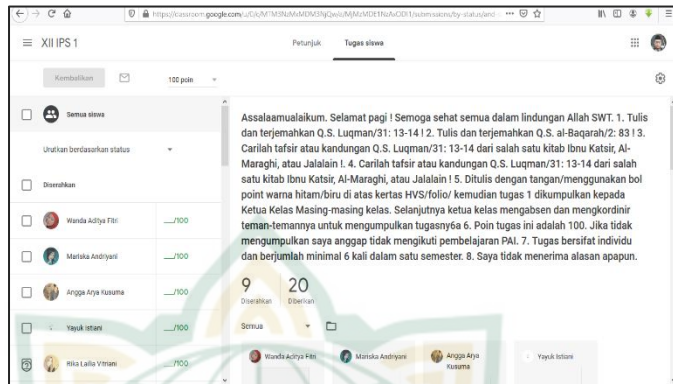 https://classroom.google.com
XII IPS 1
Petunjuk
Tugas siswa
Kembalikan
100 poin
Semua siswa
Urutkan berdasarkan status
Diserahkan
Wanda Aditya Fitri
__/100
Mariska Andriyani
__/100
Angga Arya Kusuma
__/100
Yayuk Istiani
__/100
Rika Lailia Vitriani
__/100
Assalaamualaikum. Selamat pagi ! Semoga sehat semua dalam lindungan Allah SWT. 1. Tulis
dan terjemahkan Q.S. Luqman/31: 13-14 ! 2. Tulis dan terjemahkan Q.S. al-Baqarah/2: 83 ! 3.
Carilah tafsir atau kandungan Q.S. Luqman/31: 13-14 dari salah satu kitab Ibnu Katsir, Al-
Maraghi, atau Jalalain !. 4. Carilah tafsir atau kandungan Q.S. Luqman/31: 13-14 dari salah
satu kitab Ibnu Katsir, Al-Maraghi, atau Jalalain ! 5. Ditulis dengan tangan/menggunakan bol
point warna hitam/biru di atas kertas HVS/folio/ kemudian tugas 1 dikumpulkan kepada
Ketua Kelas Masing-masing kelas. Selanjutnya ketua kelas mengabsen dan mengkordinir
teman-temannya untuk mengumpulkan tugasny6a 6. Poin tugas ini adalah 100. Jika tidak
mengumpulkan saya anggap tidak mengikuti pembelajaran PAI. 7. Tugas bersifat individu
dan berjumlah minimal 6 kali dalam satu semester. 8. Saya tidak menerima alasan apapun.
9
Diserahkan
20
Diberikan
Semua
Wanda Aditya Fitri
Mariska Andriyani
Angga Arya
Kusuma
Yayuk Istiani